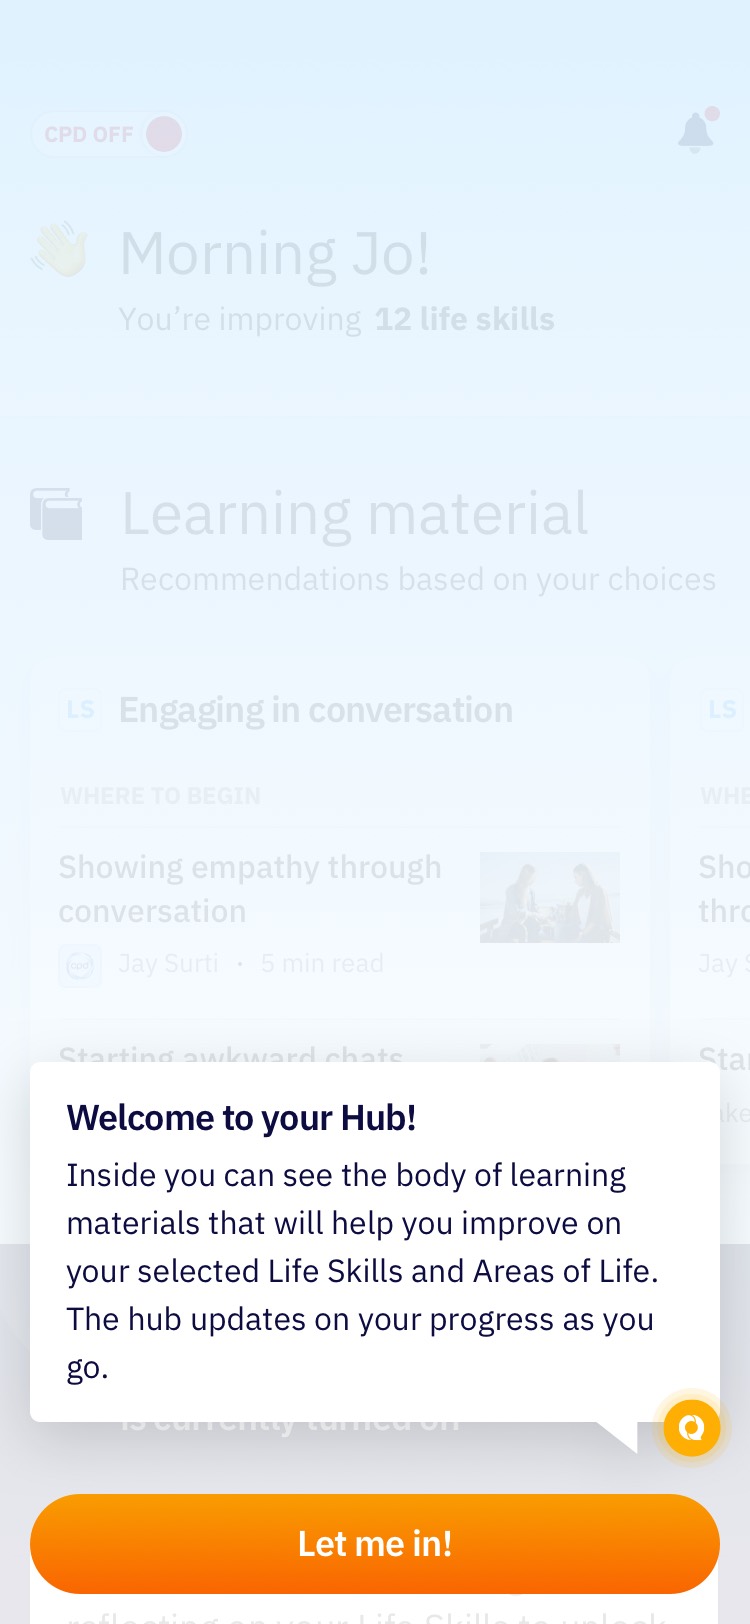 CPD OFF
Morning Jo!
You’re improving 12 life skills
Learning material
Recommendations based on your choices
LS Engaging in conversation
LS
WHERE TO BEGIN
WHE
Showing empathy through
conversation
Sho
thro
cpd Jay Surti · 5 min read
Jay S
Starting awkward chats
Star
ake
Welcome to your Hub!
Inside you can see the body of learning
materials that will help you improve on
your selected Life Skills and Areas of Life.
The hub updates on your progress as you
go.
is currently turned off
Let me in!
reflecting on your Life Skills to unlock